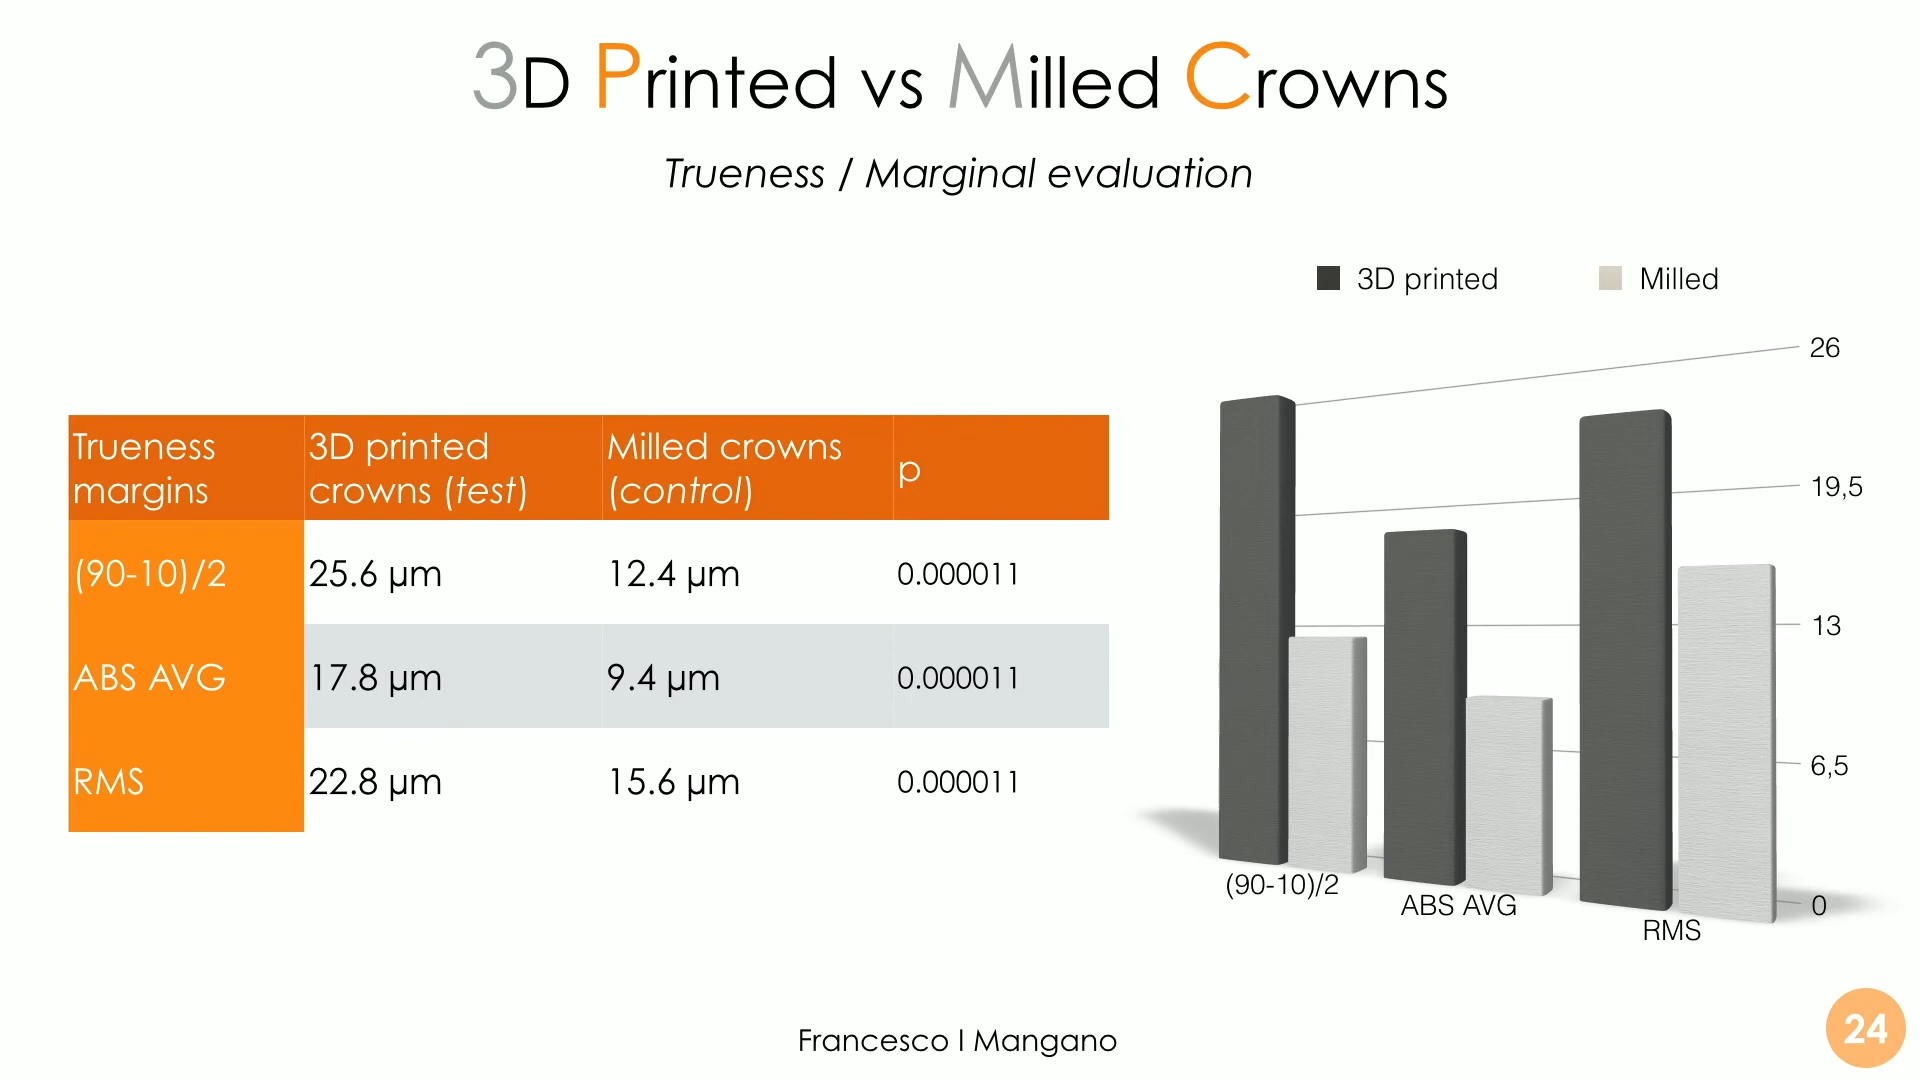 3D Printed vs Milled Crowns
Trueness / Marginal evaluation
3D printed
Milled
Trueness margins
3D printed crowns (test)
Milled crowns (control)
p
(90-10)/2
25.6 µm
12.4 µm
0.000011
ABS AVG
17.8 µm
9.4 µm
0.000011
RMS
22.8 µm
15.6 µm
0.000011
26
19,5
13
6,5
0
(90-10)/2
ABS AVG
RMS
Francesco I Mangano
24